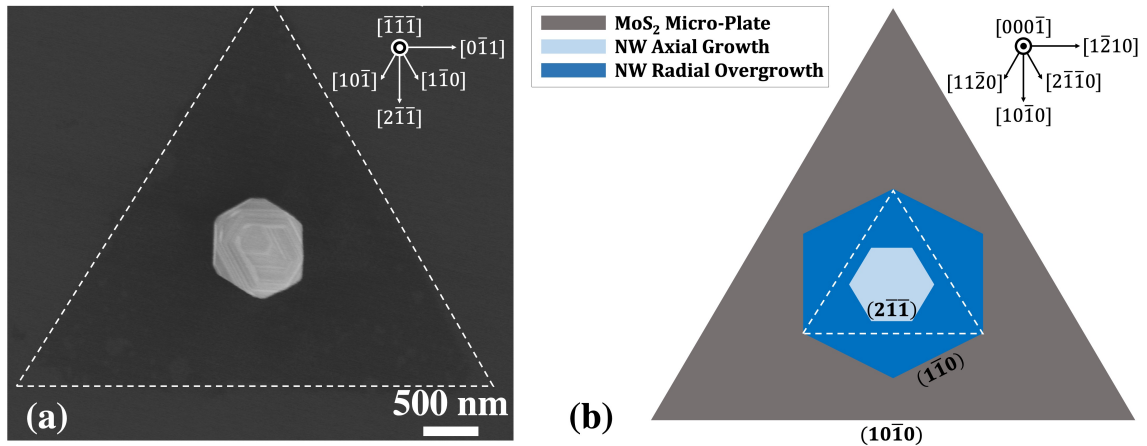 [1̅1̅1̅]
[01̅1]
[101̅]
[11̅0]
[21̅1̅]
(a)
500 nm
MoS₂ Micro-Plate
NW Axial Growth
NW Radial Overgrowth
[0001̅]
[12̅10]
[112̅0]
[21̅1̅0]
[101̅0]
(21̅1̅)
(11̅0)
(b)
(101̅0)